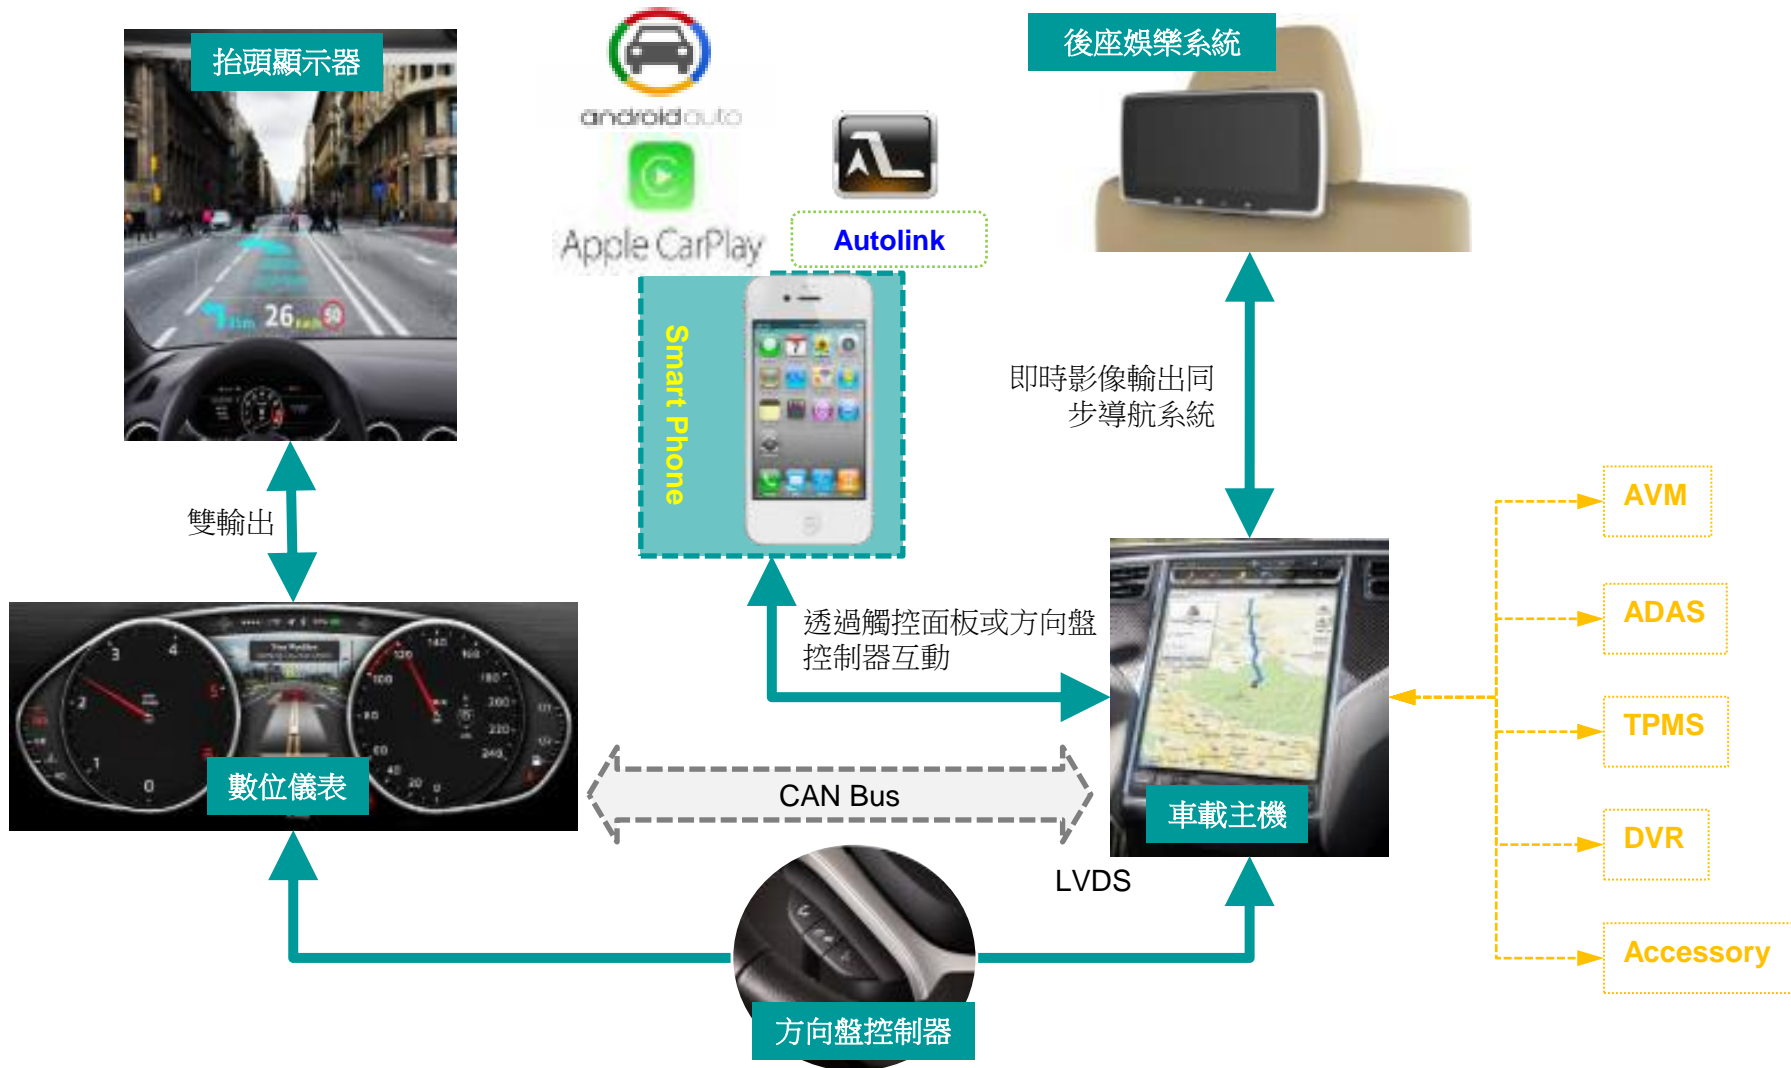 抬頭顯示器
androidauto
後座娛樂系統
Apple CarPlay
Autolink
26
50
Smart Phone
即時影像輸出同
步導航系統
雙輸出
AVM
透過觸控面板或方向盤
控制器互動
ADAS
TPMS
數位儀表
CAN Bus
車載主機
DVR
LVDS
Accessory
方向盤控制器